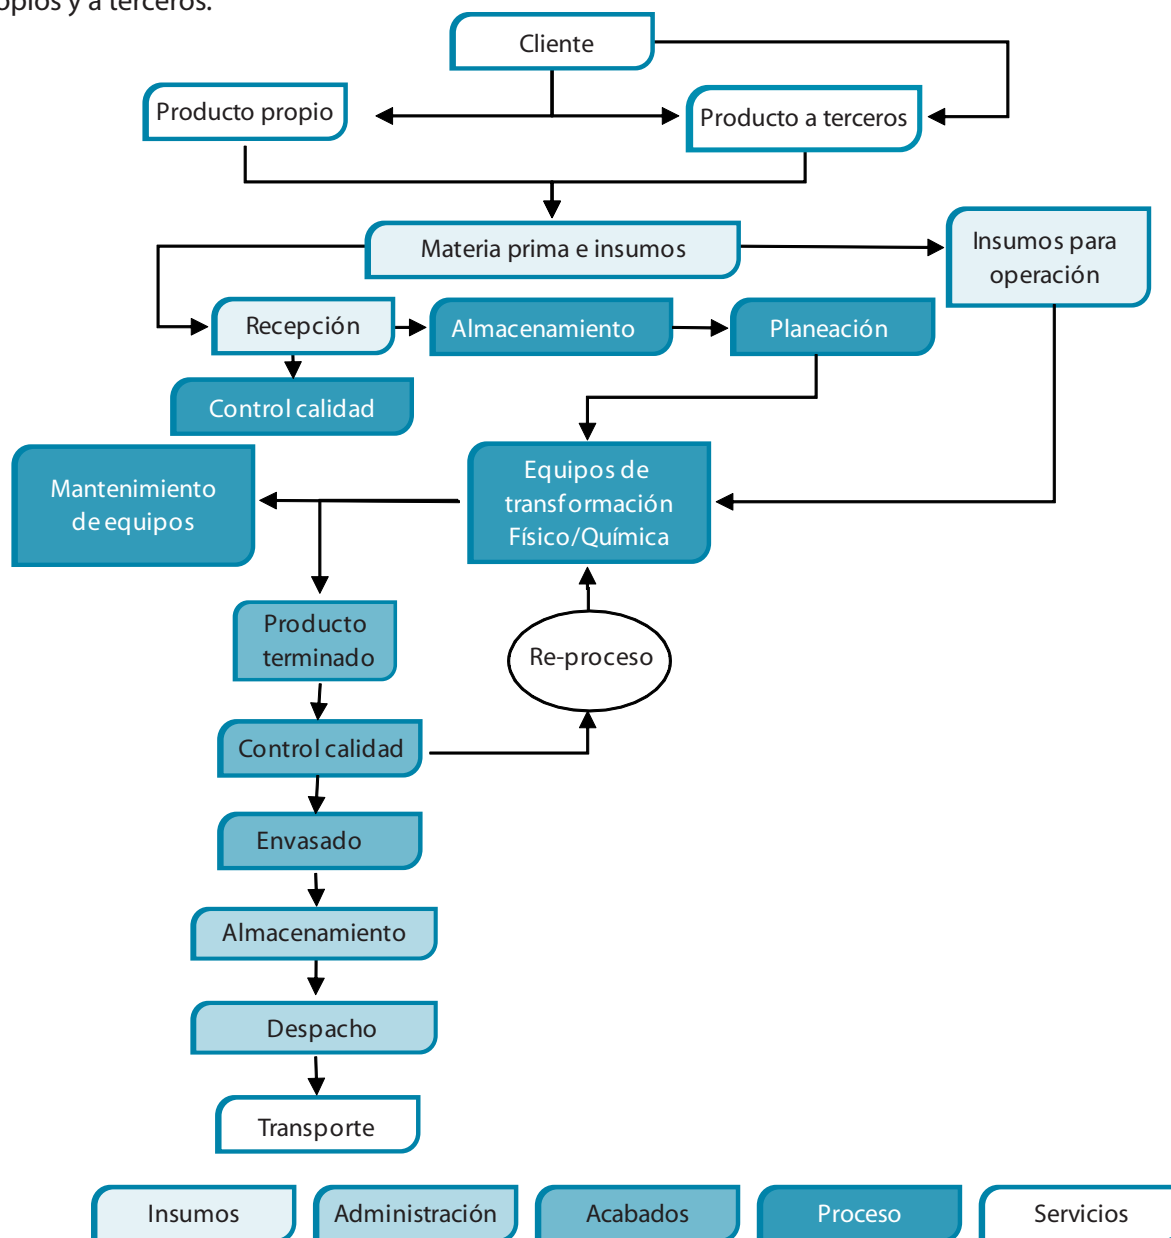 opios y a terceros.
Cliente
Producto propio
Producto a terceros
Materia prima e insumos
Insumos para
operación
Recepción
Almacenamiento
Planeación
Control calidad
Mantenimiento
de equipos
Equipos de
transformación
Físico/Química
Producto
terminado
Re-proceso
Control calidad
Envasado
Almacenamiento
Despacho
Transporte
Insumos
Administración
Acabados
Proceso
Servicios